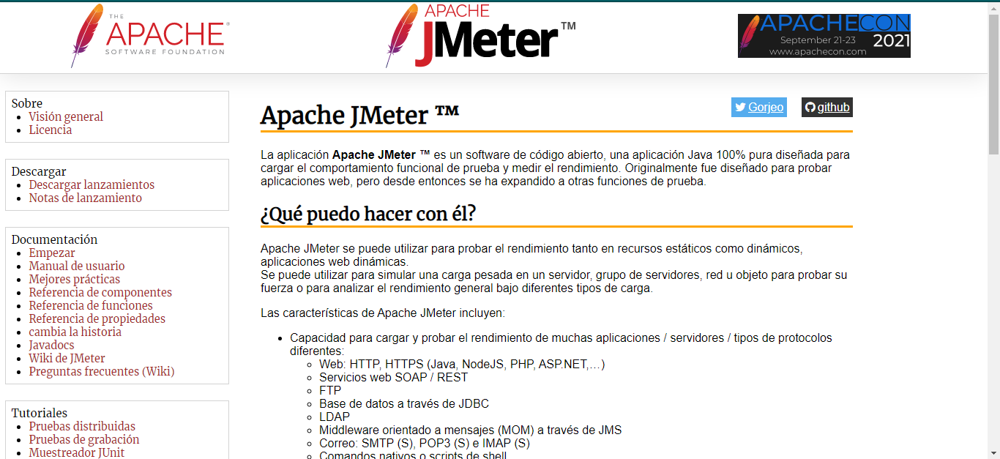 THE
APACHE®
SOFTWARE FOUNDATION
APACHE
JMeter™
APACHECON
September 21-23 2021
www.apachecon.com
Sobre
Visión general
Licencia
Descargar
Descargar lanzamientos
Notas de lanzamiento
Documentación
Empezar
Manual de usuario
Mejores prácticas
Referencia de componentes
Referencia de funciones
Referencia de propiedades
cambia la historia
Javadocs
Wiki de JMeter
Preguntas frecuentes (Wiki)
Tutoriales
Pruebas distribuidas
Pruebas de grabación
Muestreador JUnit
Gorjeo
github
Apache JMeter ™
La aplicación Apache JMeter ™ es un software de código abierto, una aplicación Java 100% pura diseñada para
cargar el comportamiento funcional de prueba y medir el rendimiento. Originalmente fue diseñado para probar
aplicaciones web, pero desde entonces se ha expandido a otras funciones de prueba.
¿Qué puedo hacer con él?
Apache JMeter se puede utilizar para probar el rendimiento tanto en recursos estáticos como dinámicos,
aplicaciones web dinámicas.
Se puede utilizar para simular una carga pesada en un servidor, grupo de servidores, red u objeto para probar su
fuerza o para analizar el rendimiento general bajo diferentes tipos de carga.
Las características de Apache JMeter incluyen:
Capacidad para cargar y probar el rendimiento de muchas aplicaciones / servidores / tipos de protocolos
diferentes:
Web: HTTP, HTTPS (Java, NodeJS, PHP, ASP.NET,…)
Servicios web SOAP / REST
FTP
Base de datos a través de JDBC
LDAP
Middleware orientado a mensajes (MOM) a través de JMS
Correo: SMTP (S), POP3 (S) e IMAP (S)
Comandos nativos o scripts de shell